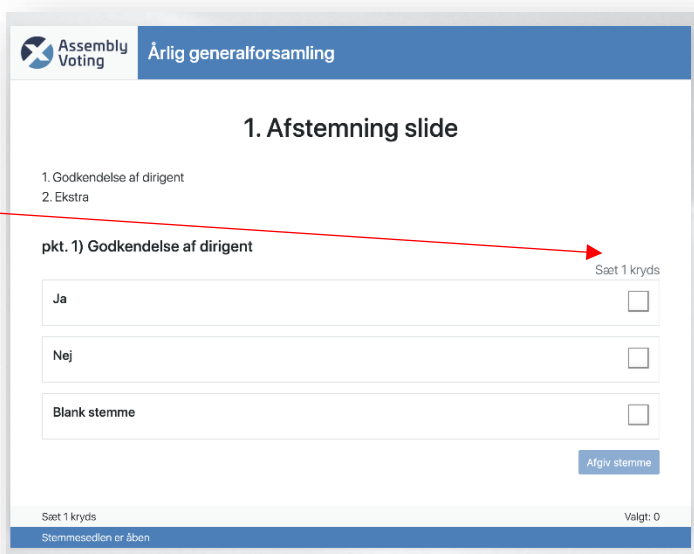 Assembly
Voting
Årlig generalforsamling
1. Afstemning slide
1. Godkendelse af dirigent
2. Ekstra
pkt. 1) Godkendelse af dirigent
Sæt 1 kryds
Ja
Nej
Blank stemme
Afgiv stemme
Sæt 1 kryds Valgt: 0
Stemmesedlen er åben